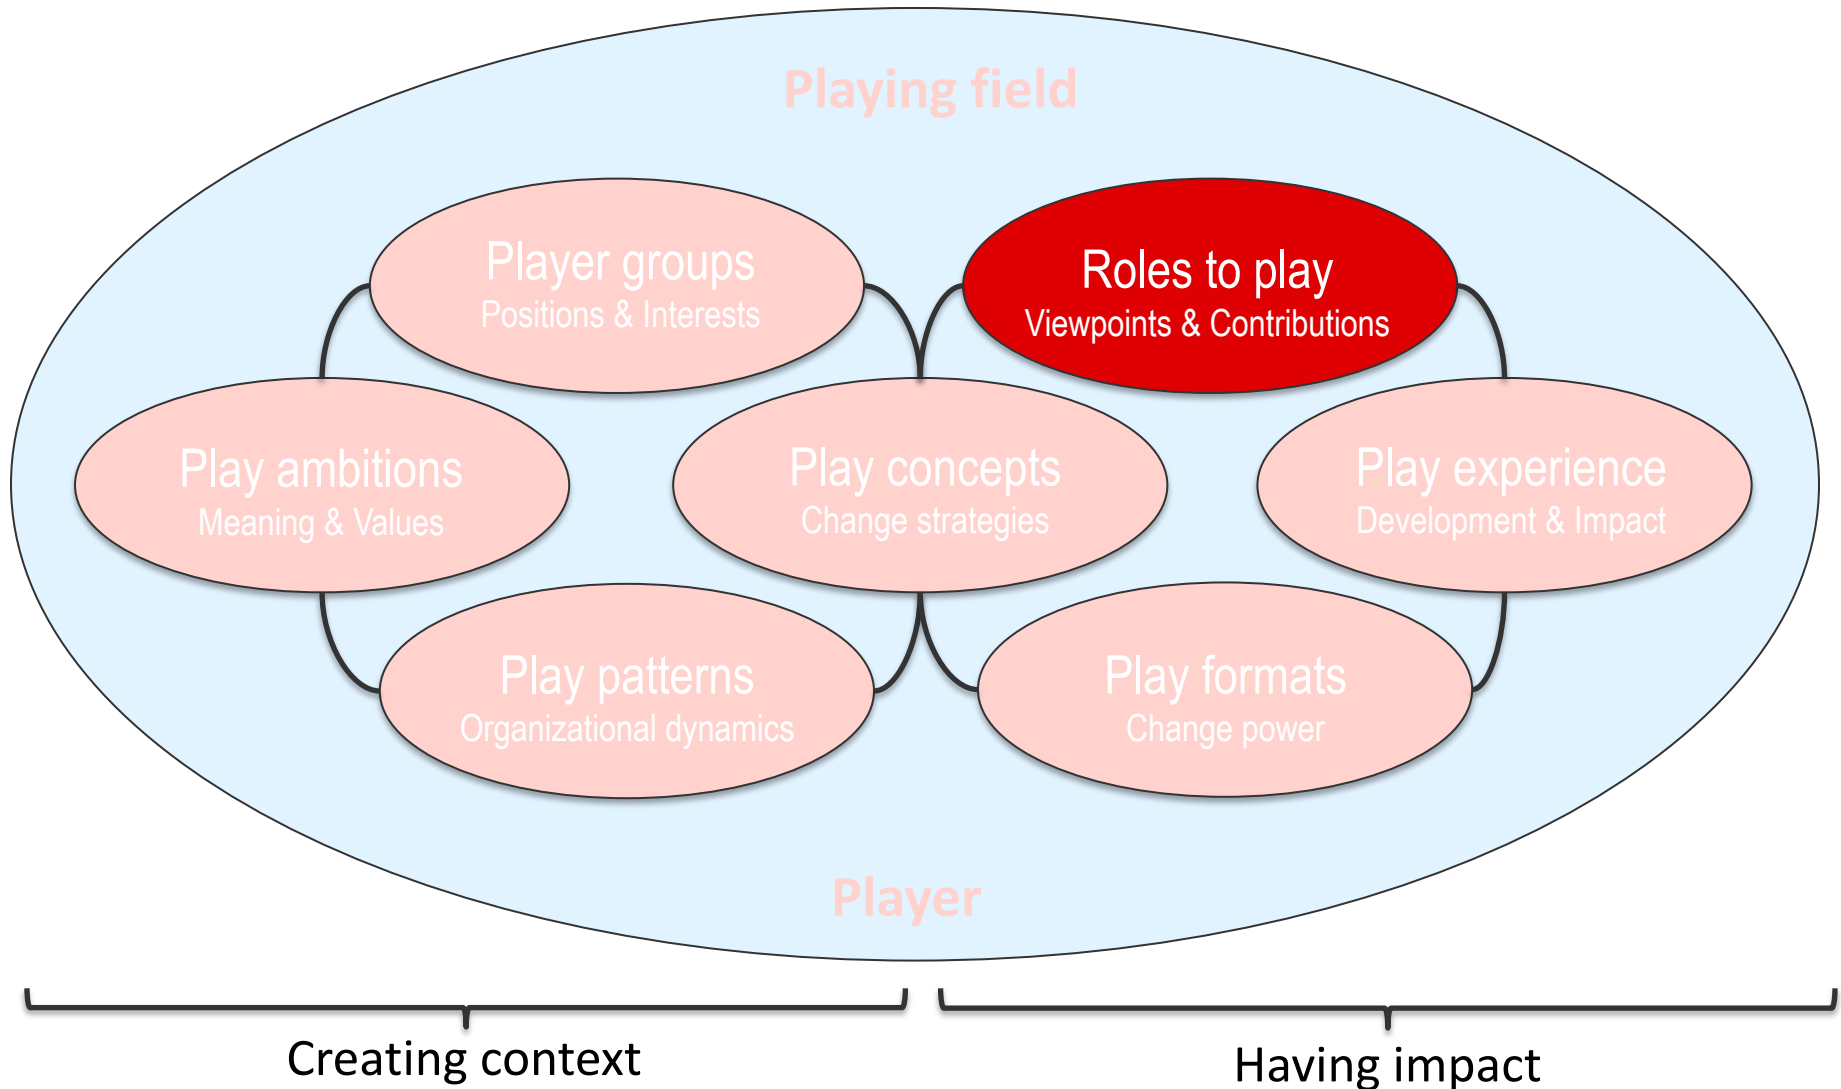 Playing field
Player groups
Positions & Interests
Roles to play
Viewpoints & Contributions
Play ambitions
Meaning & Values
Play concepts
Change strategies
Play experience
Development & Impact
Play patterns
Organizational dynamics
Play formats
Change power
Player
Creating context
Having impact